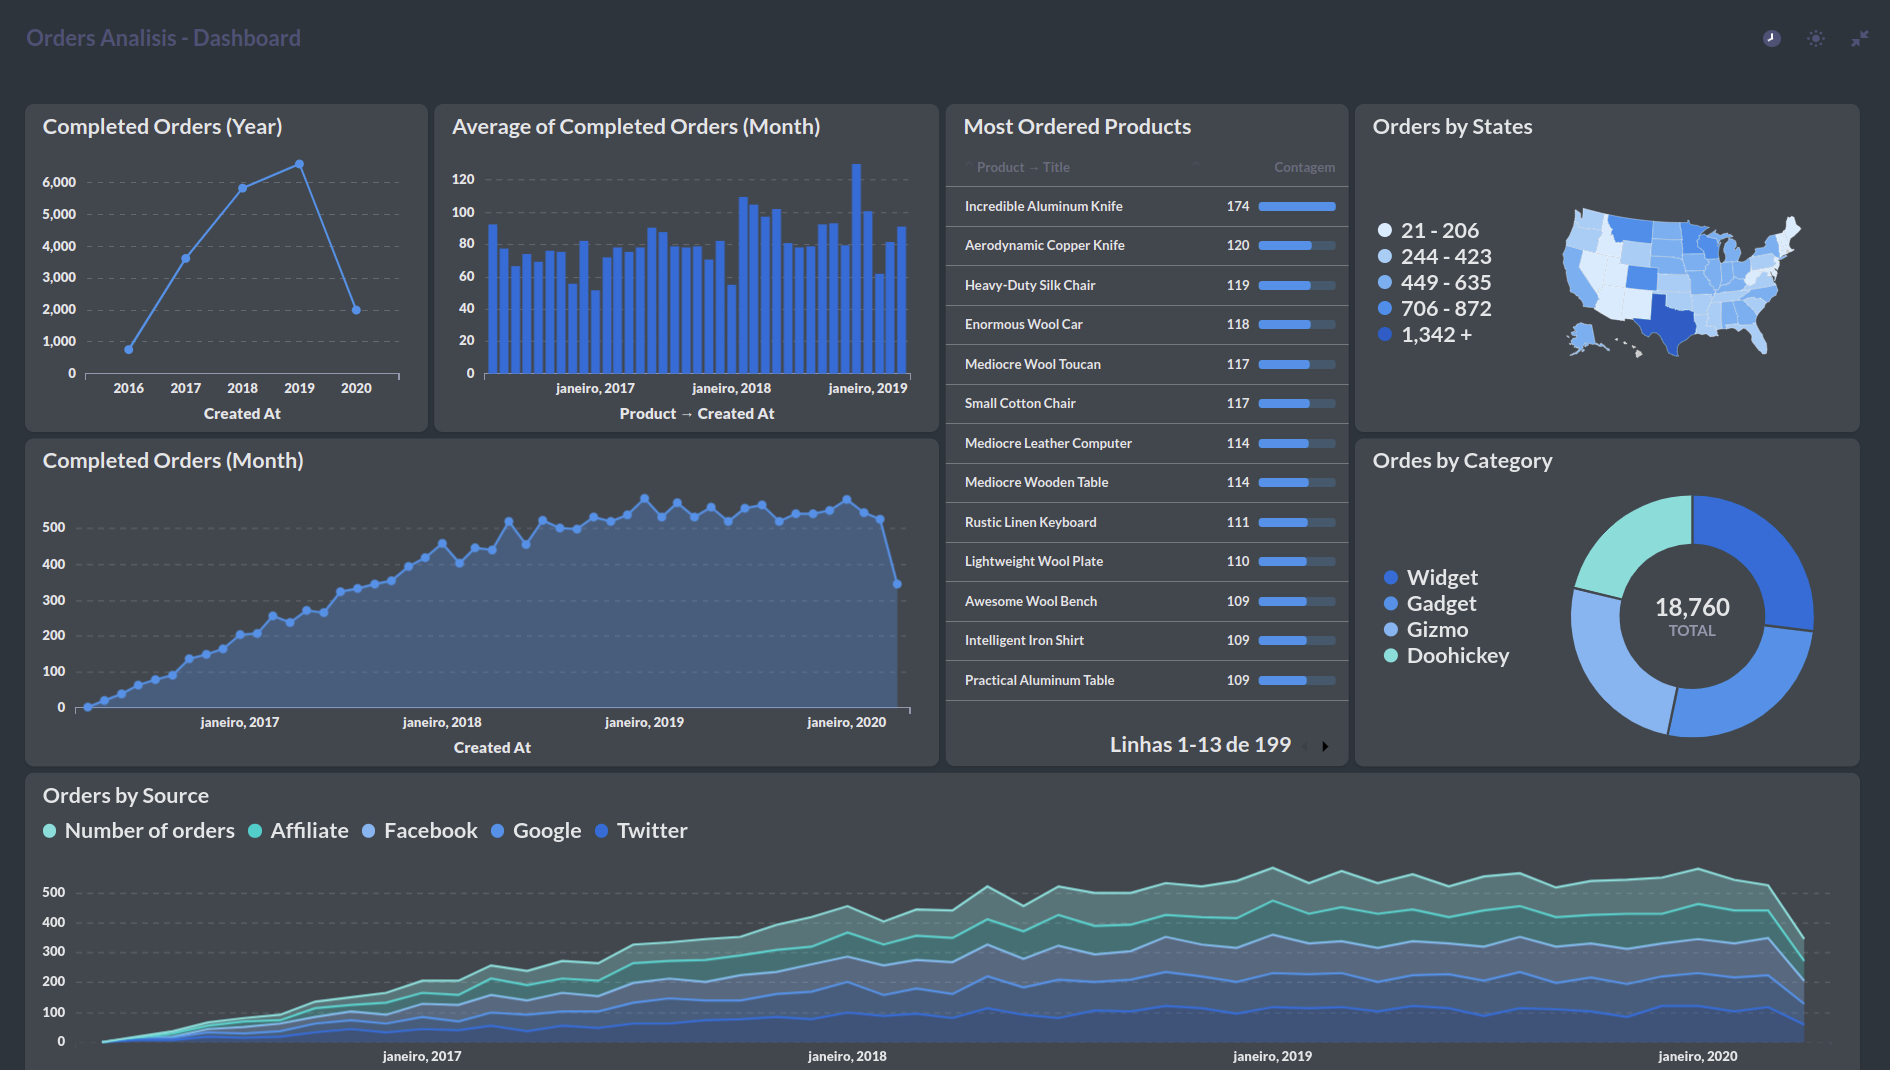 Orders Analisis - Dashboard
Completed Orders (Year)
6,000
5,000
4,000
3,000
2,000
1,000
0
2016 2017 2018 2019 2020
Created At
Average of Completed Orders (Month)
120
100
80
60
40
20
0
janeiro, 2017 janeiro, 2018 janeiro, 2019
Product → Created At
Most Ordered Products
Product → Title Contagem
Incredible Aluminum Knife 174
Aerodynamic Copper Knife 120
Heavy-Duty Silk Chair 119
Enormous Wool Car 118
Mediocre Wool Toucan 117
Small Cotton Chair 117
Mediocre Leather Computer 114
Mediocre Wooden Table 114
Rustic Linen Keyboard 111
Lightweight Wool Plate 110
Awesome Wool Bench 109
Intelligent Iron Shirt 109
Practical Aluminum Table 109
Linhas 1-13 de 199
Orders by States
21 - 206
244 - 423
449 - 635
706 - 872
1,342 +
Completed Orders (Month)
500
400
300
200
100
0
janeiro, 2017 janeiro, 2018 janeiro, 2019 janeiro, 2020
Created At
Ordes by Category
Widget
Gadget
Gizmo
Doohickey
18,760
TOTAL
Orders by Source
Number of orders Affiliate Facebook Google Twitter
500
400
300
200
100
0
janeiro, 2017 janeiro, 2018 janeiro, 2019 janeiro, 2020